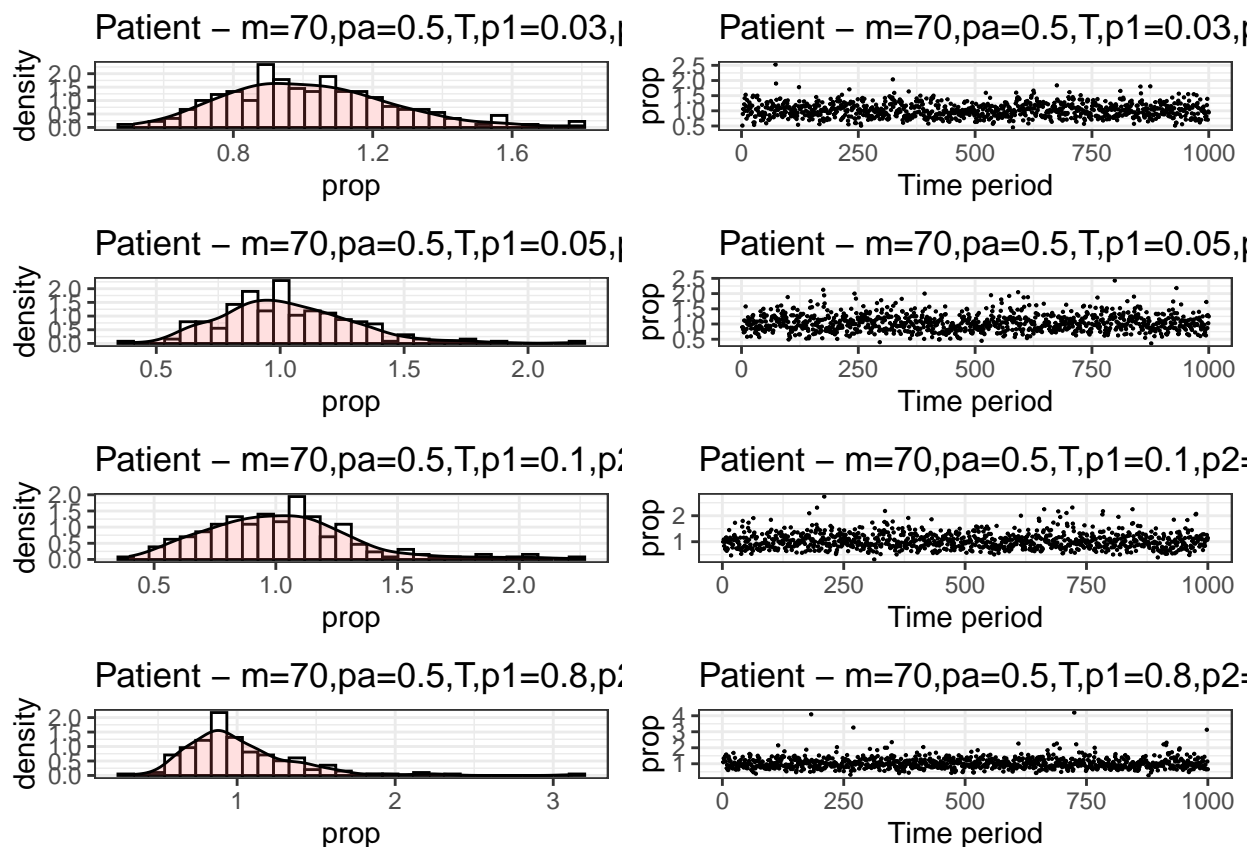 Patient – m=70,pa=0.5,T,p1=0.03,p
density
2.0
1.5
1.0
0.5
0.0
0.8 1.2 1.6
prop
Patient – m=70,pa=0.5,T,p1=0.03,p
prop
2.5
2.0
1.5
1.0
0.5
0 250 500 750 1000
Time period
Patient – m=70,pa=0.5,T,p1=0.05,p
density
2.0
1.5
1.0
0.5
0.0
0.5 1.0 1.5 2.0
prop
Patient – m=70,pa=0.5,T,p1=0.05,p
prop
2.5
2.0
1.5
1.0
0.5
0 250 500 750 1000
Time period
Patient – m=70,pa=0.5,T,p1=0.1,p2
density
2.0
1.5
1.0
0.5
0.0
0.5 1.0 1.5 2.0
prop
Patient – m=70,pa=0.5,T,p1=0.1,p2=
prop
2
1
0 250 500 750 1000
Time period
Patient – m=70,pa=0.5,T,p1=0.8,p2
density
2.0
1.5
1.0
0.5
0.0
1 2 3
prop
Patient – m=70,pa=0.5,T,p1=0.8,p2=
prop
4
3
2
1
0 250 500 750 1000
Time period